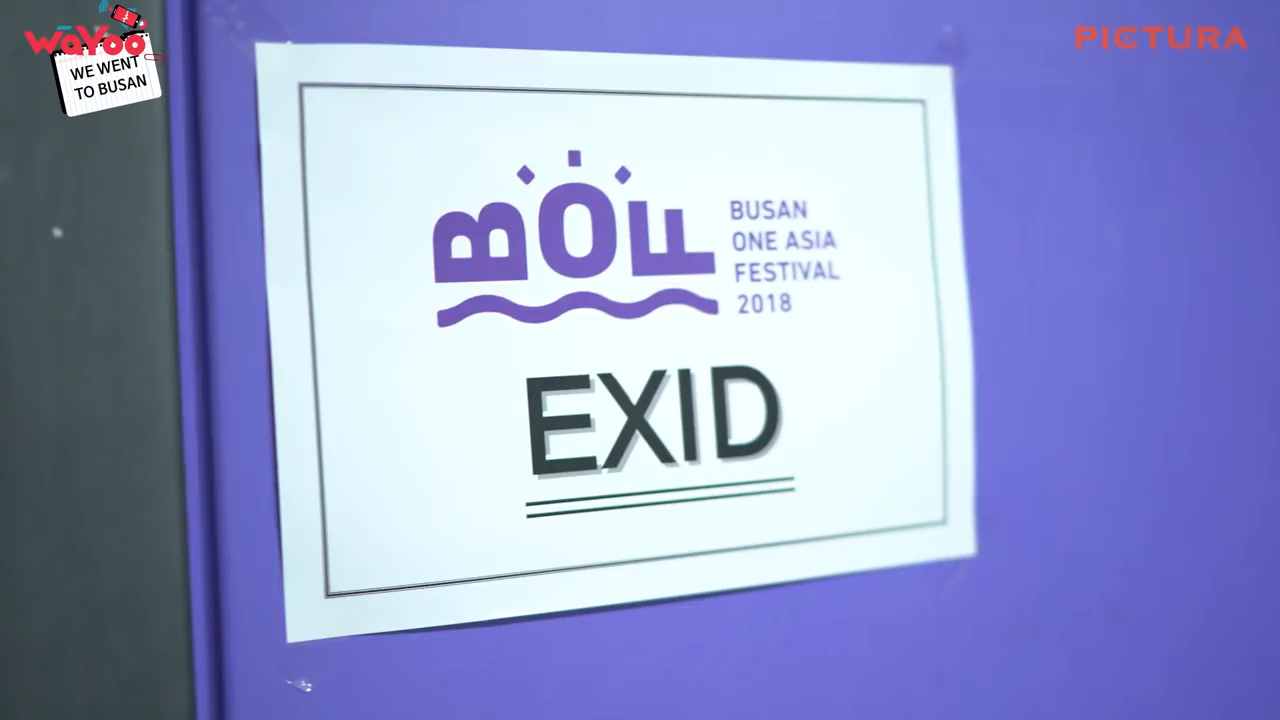 wayoo
WE WENT
TO BUSAN
PICTURA
BOF
BUSAN
ONE ASIA
FESTIVAL
2018
EXID